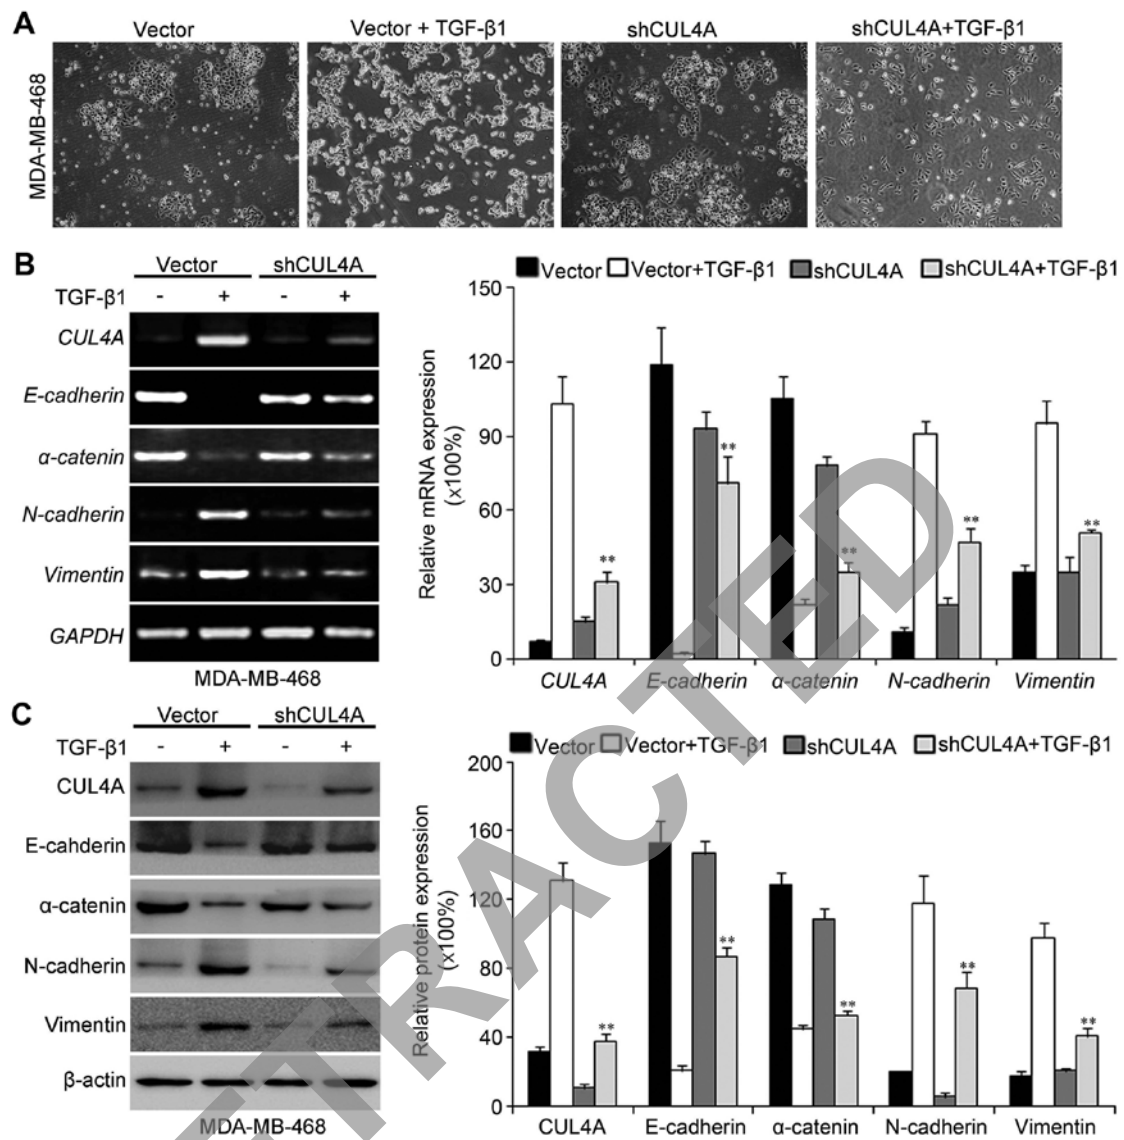 A
Vector
Vector + TGF-β1
shCUL4A
shCUL4A+TGF-β1
MDA-MB-468
B
Vector
shCUL4A
TGF-β1 - + - +
CUL4A
E-cadherin
α-catenin
N-cadherin
Vimentin
GAPDH
MDA-MB-468
Vector Vector+TGF-β1 shCUL4A shCUL4A+TGF-β1
Relative mRNA expression
(x100%)
150
120
90
60
30
0
** ** ** ** **
CUL4A E-cadherin α-catenin N-cadherin Vimentin
C
Vector
shCUL4A
TGF-β1 - + - +
CUL4A
E-cahderin
α-catenin
N-cadherin
Vimentin
β-actin
MDA-MB-468
Vector Vector+TGF-β1 shCUL4A shCUL4A+TGF-β1
Relative protein expression
(x100%)
200
160
120
80
40
0
** ** ** ** **
CUL4A E-cadherin α-catenin N-cadherin Vimentin
ETRACTED